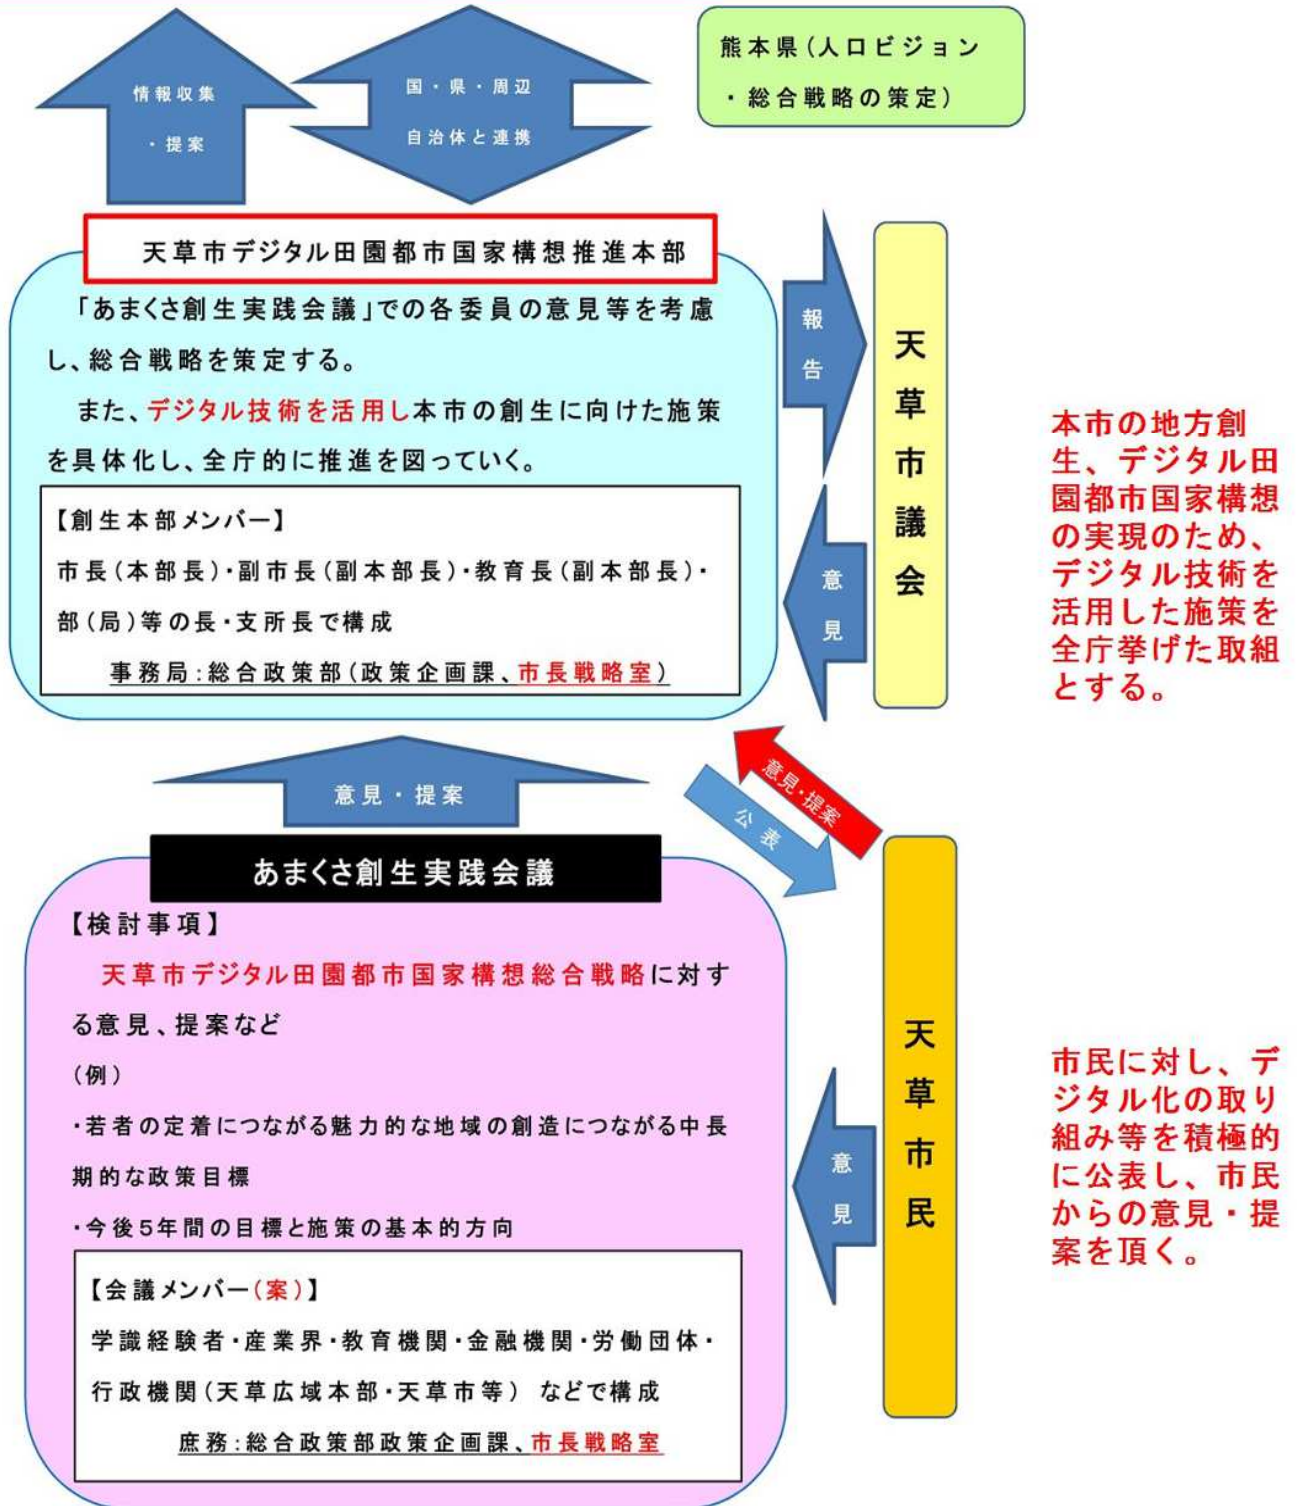 情報収集
・提案
国・県・周辺
自治体と連携
熊本県(人口ビジョン
・総合戦略の策定)
天草市デジタル田園都市国家構想推進本部
「あまくさ創生実践会議」での各委員の意見等を考慮
し、総合戦略を策定する。
また、デジタル技術を活用し本市の創生に向けた施策
を具体化し、全庁的に推進を図っていく。
【創生本部メンバー】
市長(本部長)・副市長(副本部長)・教育長(副本部長)・
部(局)等の長・支所長で構成
事務局:総合政策部(政策企画課、市長戦略室)
報
告
意
見
天
草
市
議
会
本市の地方創
生、デジタル田
園都市国家構想
の実現のため、
デジタル技術を
活用した施策を
全庁挙げた取組
とする。
意見・提案
意見・提案
公表
あまくさ創生実践会議
【検討事項】
天草市デジタル田園都市国家構想総合戦略に対す
る意見、提案など
(例)
・若者の定着につながる魅力的な地域の創造につながる中長
期的な政策目標
・今後5年間の目標と施策の基本的方向
【会議メンバー(案)】
学識経験者・産業界・教育機関・金融機関・労働団体・
行政機関(天草広域本部・天草市等) などで構成
庶務:総合政策部政策企画課、市長戦略室
意
見
天
草
市
民
市民に対し、デ
ジタル化の取り
組み等を積極的
に公表し、市民
からの意見・提
案を頂く。